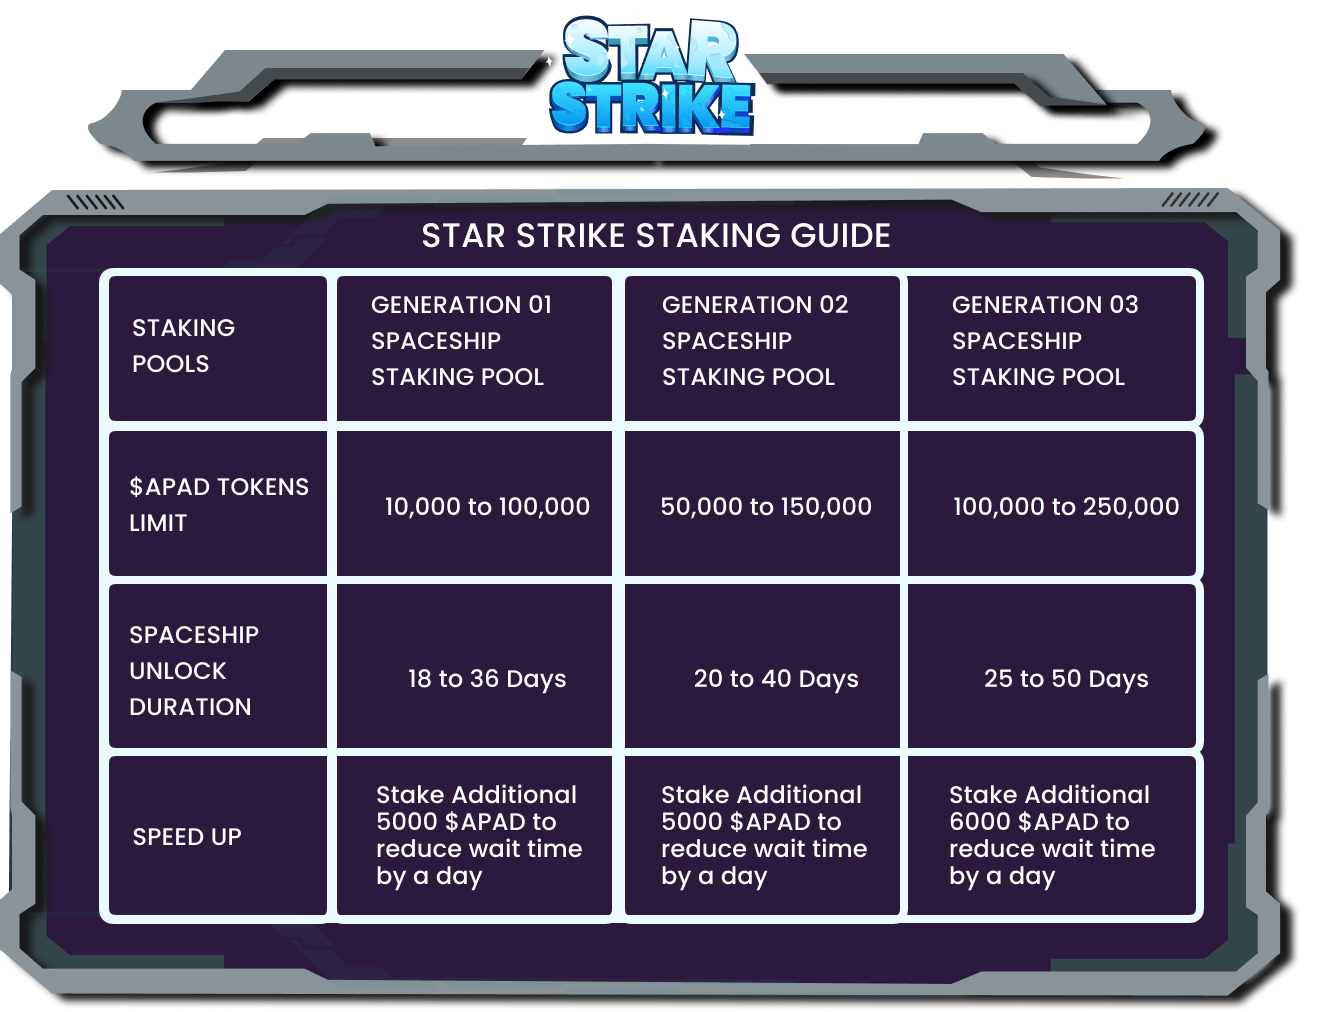 STAR
STRIKE
STAR STRIKE STAKING GUIDE
STAKING
POOLS
GENERATION 01
SPACESHIP
STAKING POOL
GENERATION 02
SPACESHIP
STAKING POOL
GENERATION 03
SPACESHIP
STAKING POOL
$APAD TOKENS
LIMIT
10,000 to 100,000
50,000 to 150,000
100,000 to 250,000
SPACESHIP
UNLOCK
DURATION
18 to 36 Days
20 to 40 Days
25 to 50 Days
SPEED UP
Stake Additional
5000 $APAD to
reduce wait time
by a day
Stake Additional
5000 $APAD to
reduce wait time
by a day
Stake Additional
6000 $APAD to
reduce wait time
by a day